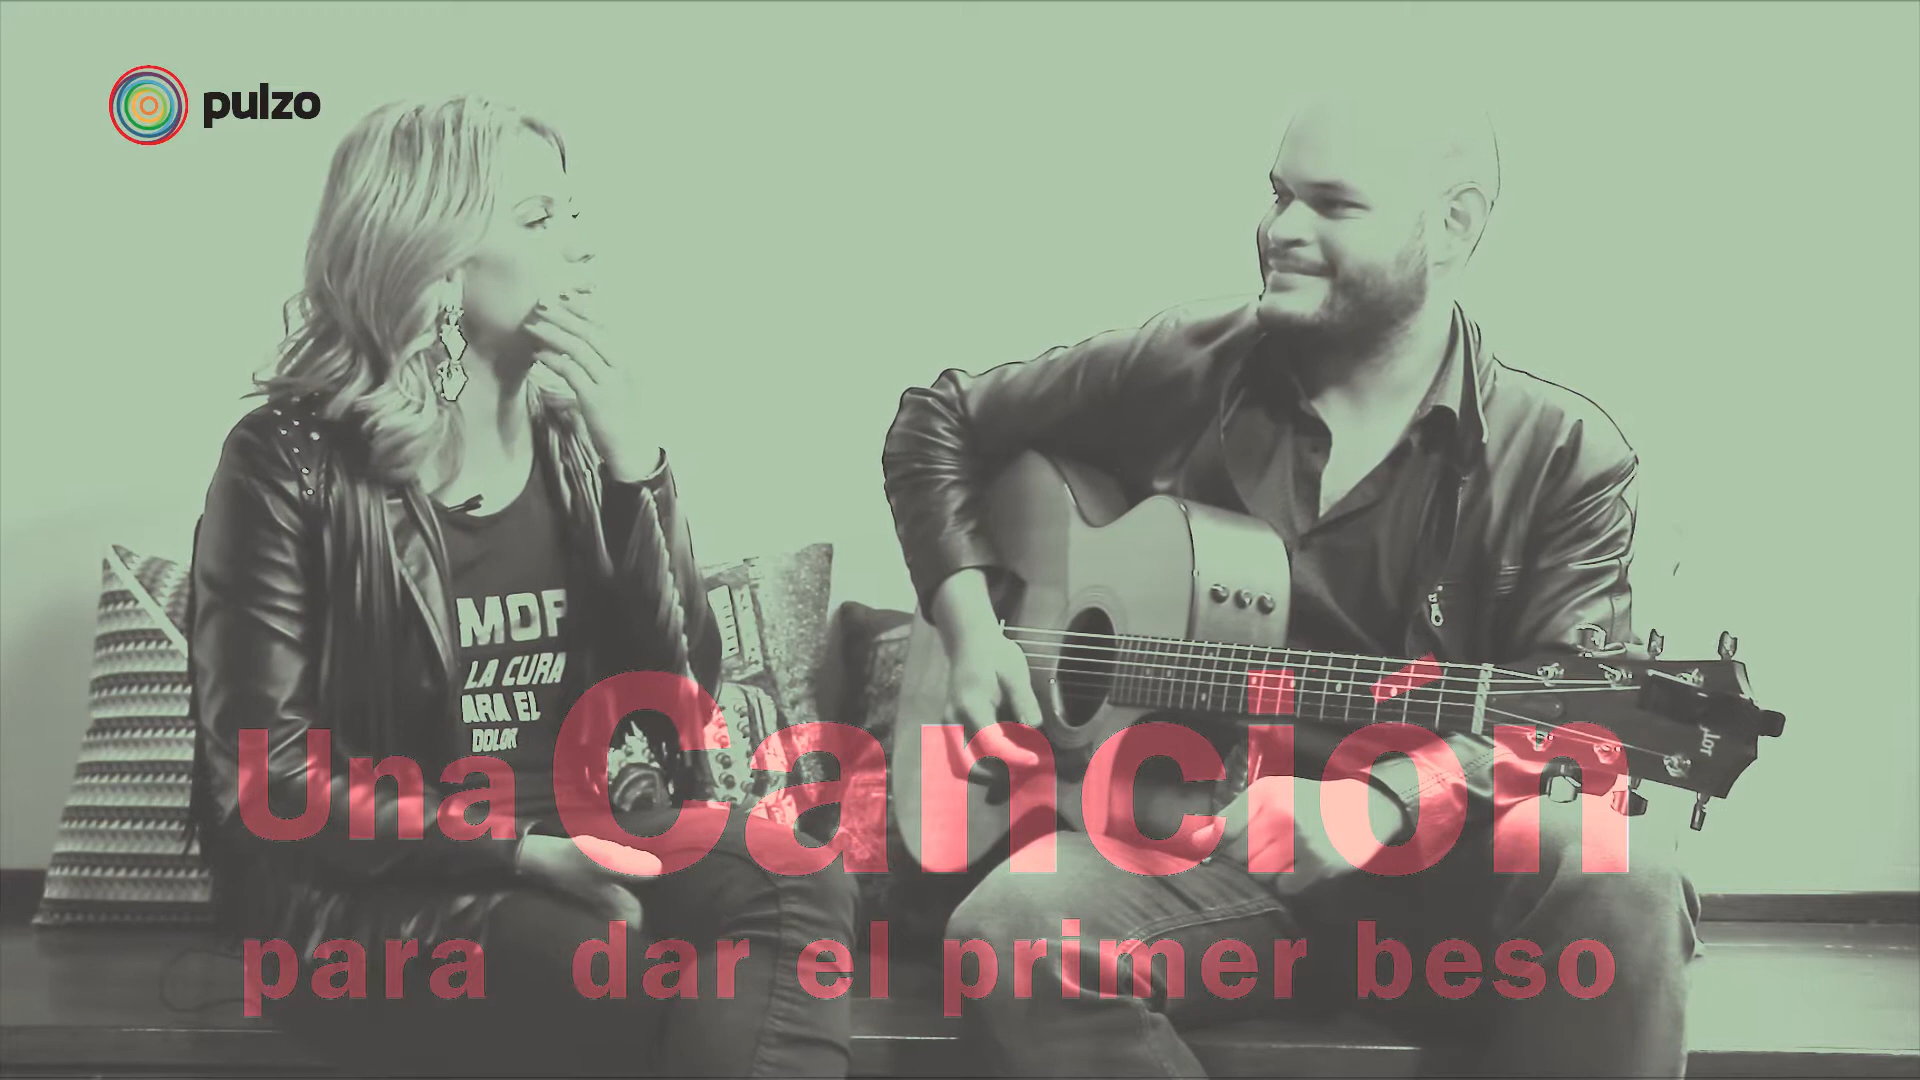 pulzo
MOR
LA CURA
ARA EL
DOLOR
Una Canción
para dar el primer beso